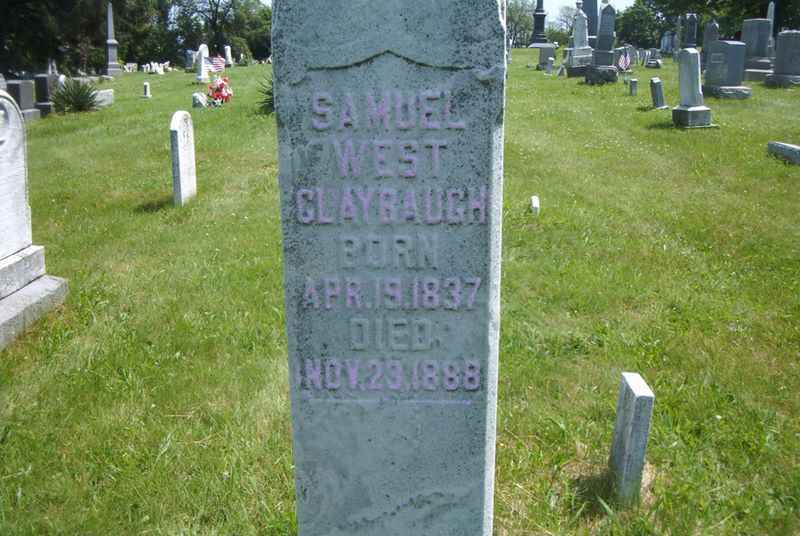 SAMUEL
WEST
CLAYBAUGH
BORN
APR.19.1837
DIED
NOV.23.1888